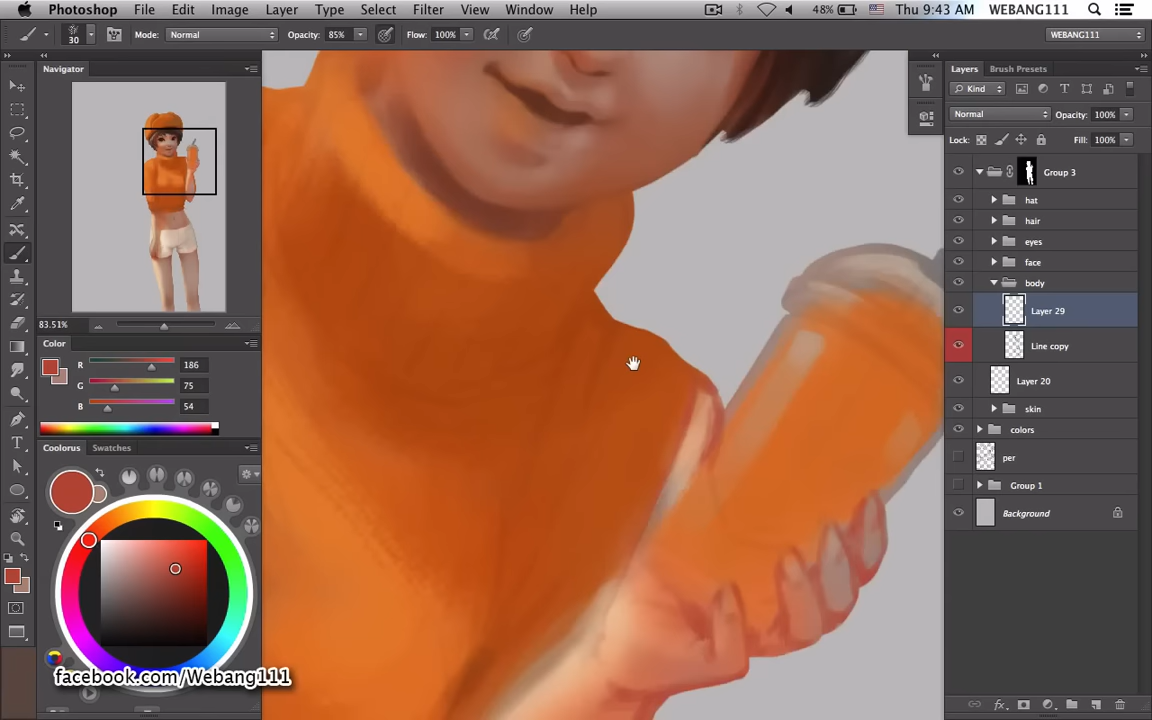 Photoshop File Edit Image Layer Type Select Filter View Window Help 48% Thu 9:43 AM WEBANG111
30 Mode: Normal Opacity: 85% Flow: 100% WEBANG111
Navigator
83.51%
Color
R 186
G 75
B 54
Colorus Swatches
facebook.com/Webang111
Layers Brush Presets
Kind
Normal Opacity: 100%
Lock: Fill: 100%
Group 3
hat
hair
eyes
face
body
Layer 29
Line copy
Layer 20
skin
colors
per
Group 1
Background